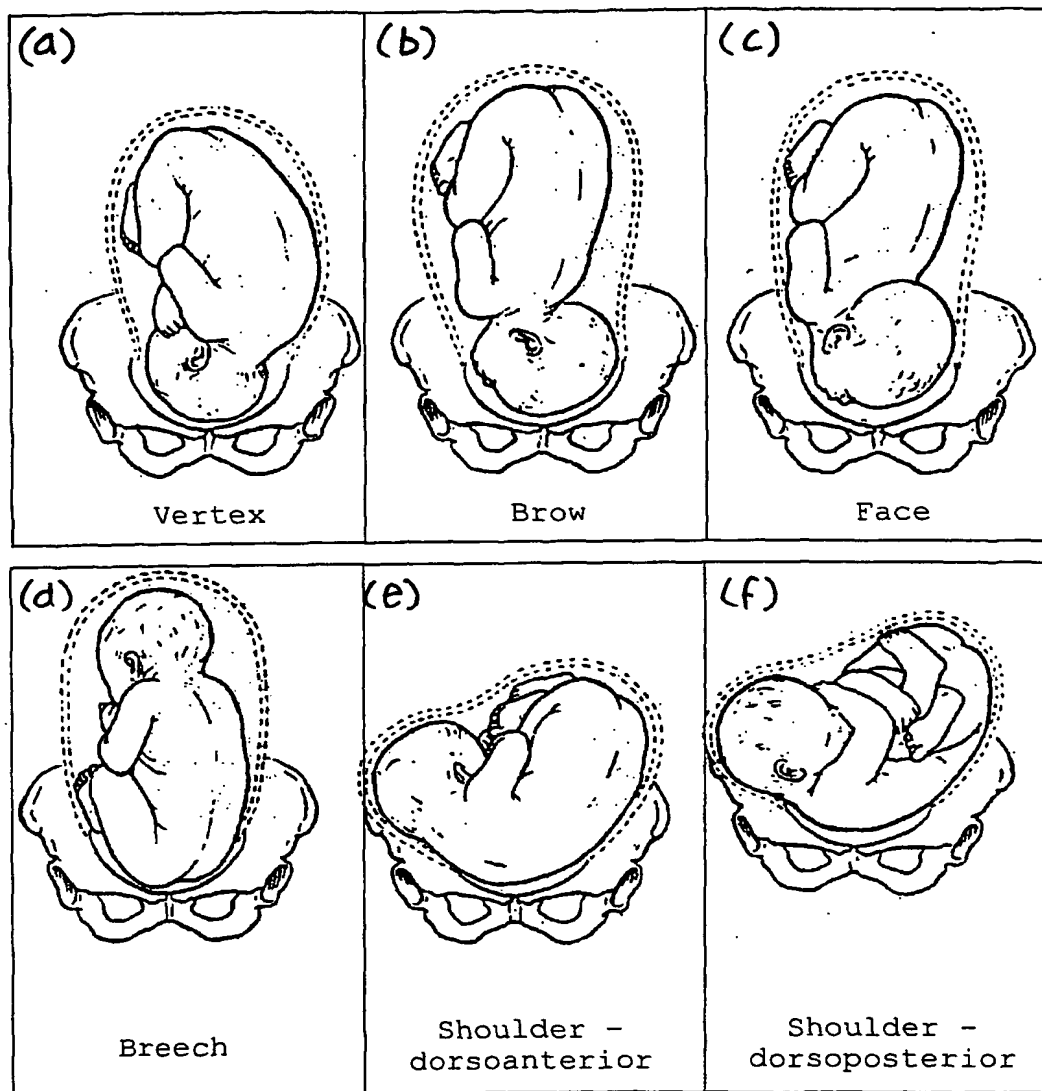 (a)
(b)
(c)
Vertex
Brow
Face
(d)
(e)
(f)
Breech
Shoulder -
dorsoanterior
Shoulder -
dorsoposterior